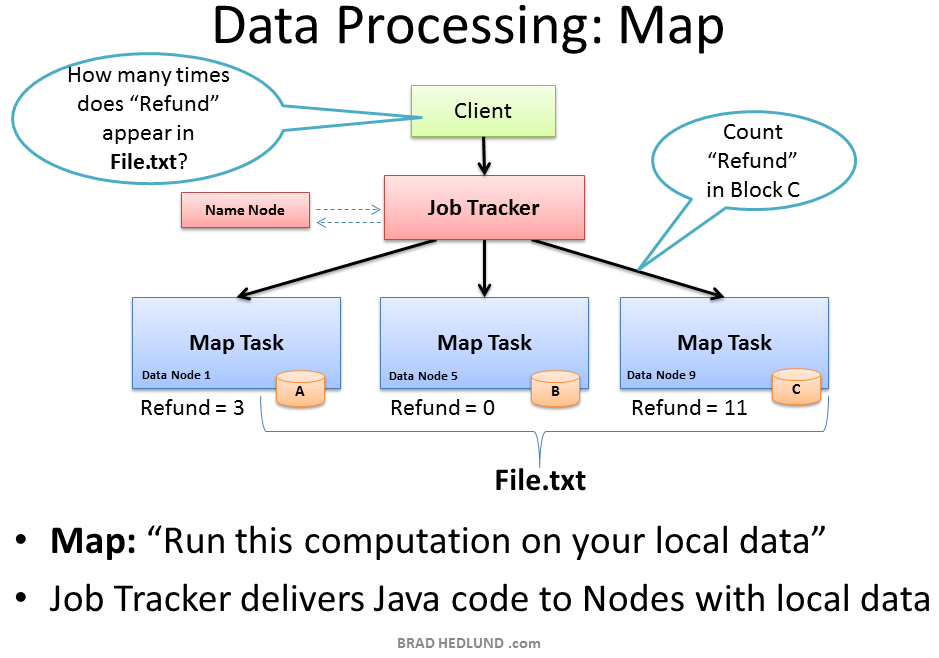 Data Processing: Map
How many times
does “Refund”
appear in
File.txt?
Client
Count
“Refund”
in Block C
Name Node
Job Tracker
Map Task
Data Node 1
A
Refund = 3
Map Task
Data Node 5
B
Refund = 0
Map Task
Data Node 9
C
Refund = 11
File.txt
• Map: “Run this computation on your local data”
• Job Tracker delivers Java code to Nodes with local data
BRAD HEDLUND .com